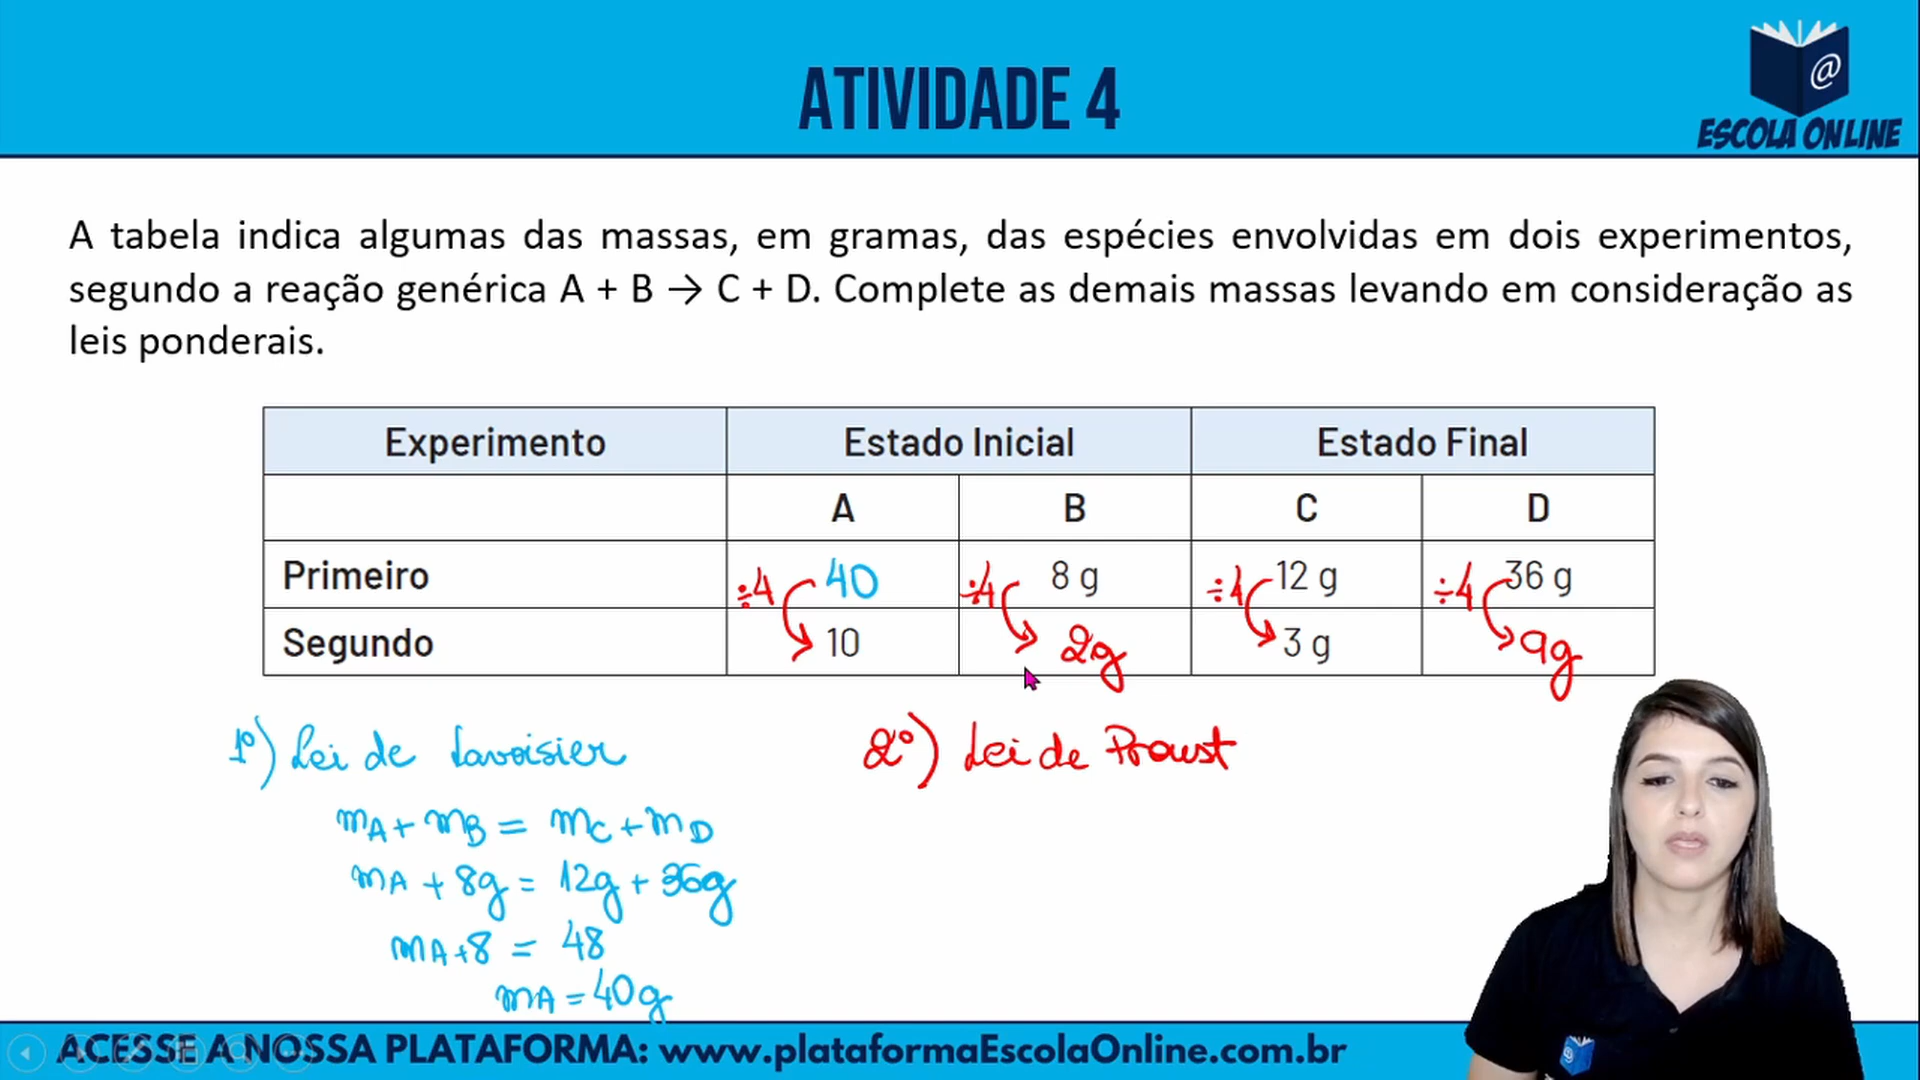 ATIVIDADE 4
@
ESCOLA ONLINE
A tabela indica algumas das massas, em gramas, das espécies envolvidas em dois experimentos,
segundo a reação genérica A + B → C + D. Complete as demais massas levando em consideração as
leis ponderais.
Experimento Estado Inicial Estado Final
A B C D
Primeiro ÷4 40 ÷4 8 g ÷4 12 g ÷4 36 g
Segundo 10 2g 3 g 9g
1º) Lei de Lavoisier
mA + mB = mC + mD
mA + 8g = 12g + 36g
mA + 8 = 48
mA = 40g
2º) Lei de Proust
ACESSE A NOSSA PLATAFORMA: www.plataformaEscolaOnline.com.br